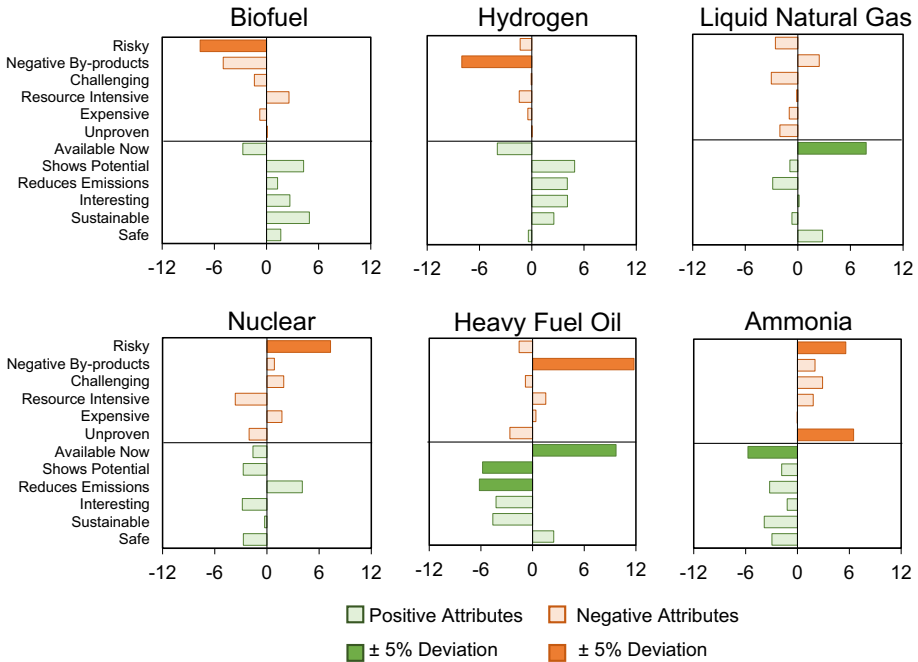 Biofuel Hydrogen Liquid Natural Gas
Risky
Negative By-products
Challenging
Resource Intensive
Expensive
Unproven
Available Now
Shows Potential
Reduces Emissions
Interesting
Sustainable
Safe
-12 -6 0 6 12 -12 -6 0 6 12 -12 -6 0 6 12
Nuclear Heavy Fuel Oil Ammonia
Risky
Negative By-products
Challenging
Resource Intensive
Expensive
Unproven
Available Now
Shows Potential
Reduces Emissions
Interesting
Sustainable
Safe
-12 -6 0 6 12 -12 -6 0 6 12 -12 -6 0 6 12
Positive Attributes Negative Attributes
± 5% Deviation ± 5% Deviation